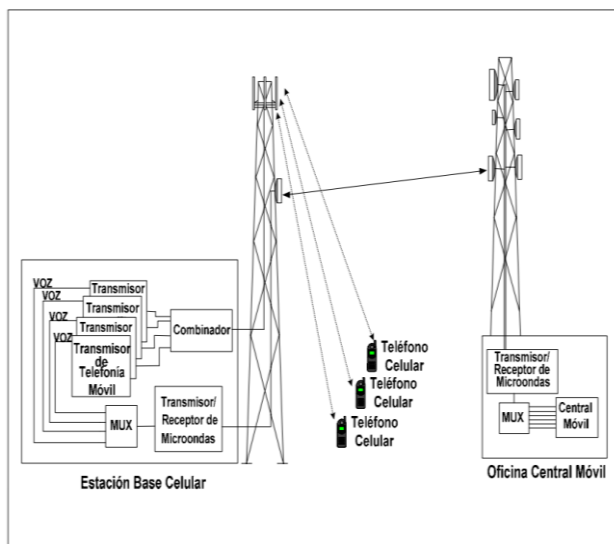 VOZ
Transmisor
VOZ
Transmisor
VOZ
Transmisor
VOZ
Transmisor
de
Telefonía
Móvil
Combinador
MUX
Transmisor/
Receptor de
Microondas
Estación Base Celular
Teléfono
Celular
Teléfono
Celular
Teléfono
Celular
Transmisor/
Receptor de
Microondas
MUX
Central
Móvil
Oficina Central Móvil